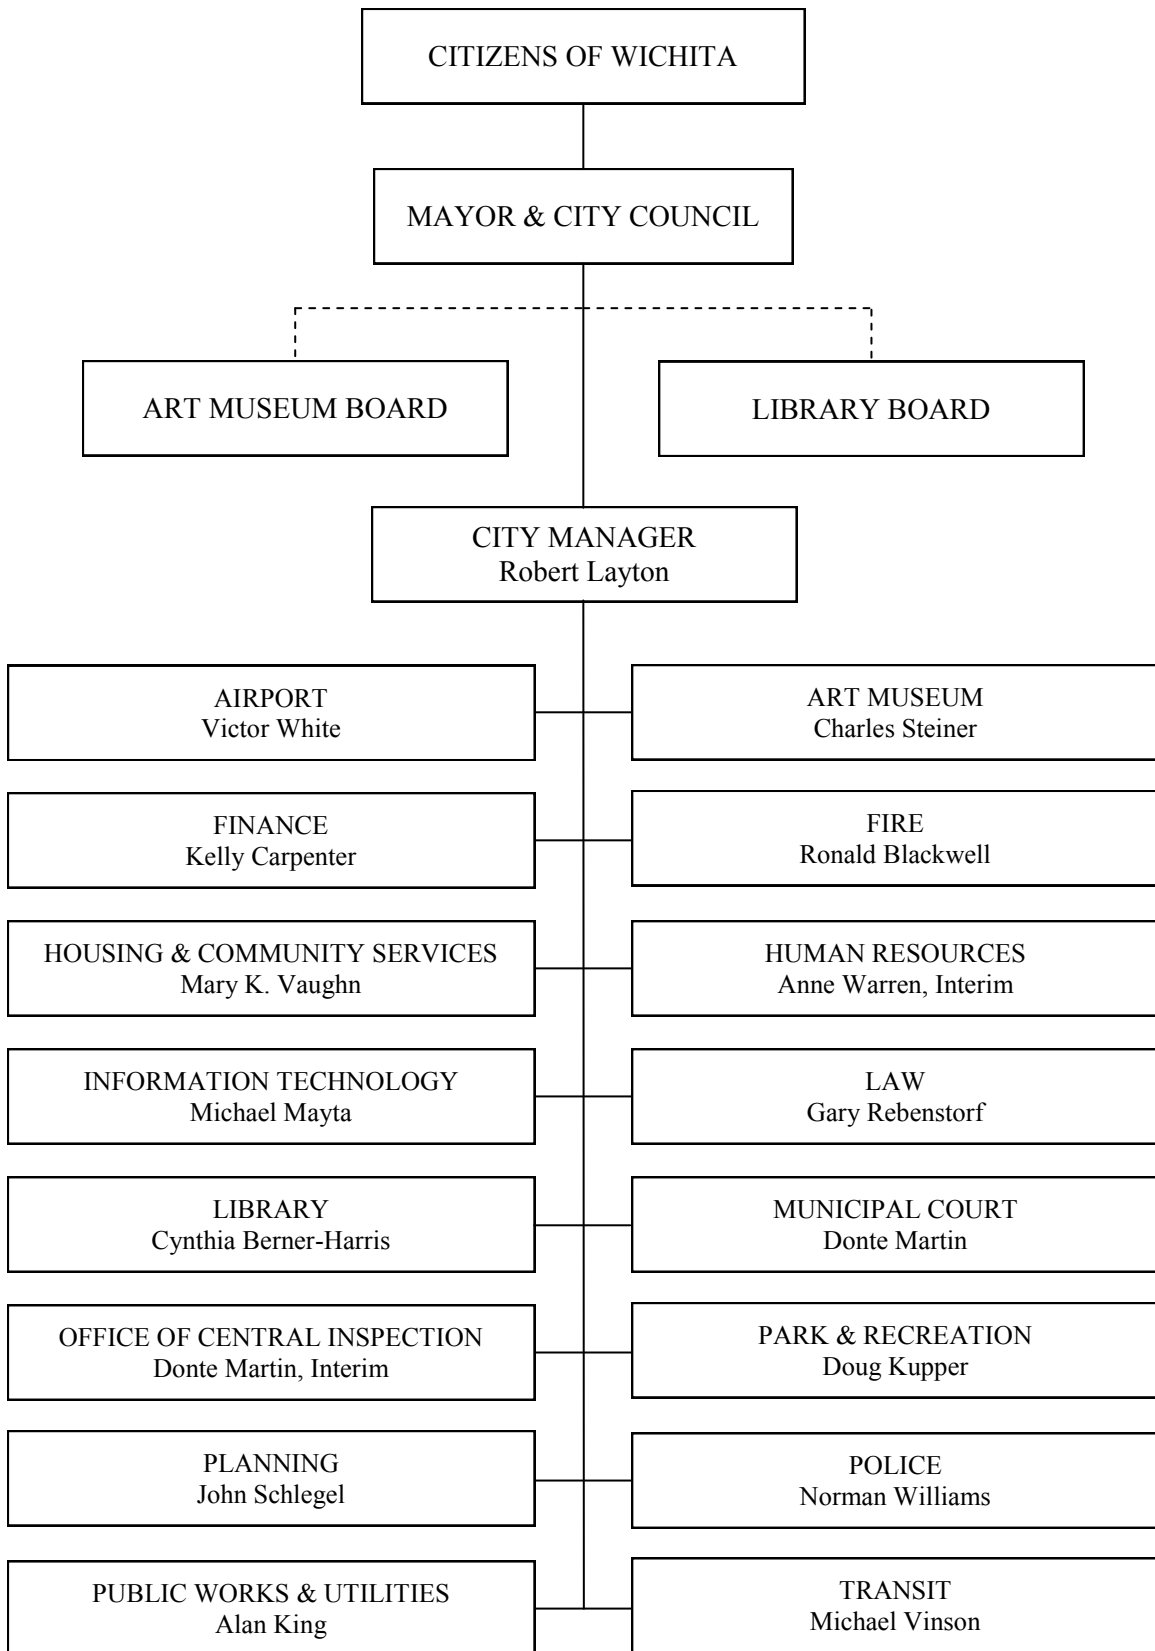 CITIZENS OF WICHITA
MAYOR & CITY COUNCIL
ART MUSEUM BOARD
LIBRARY BOARD
CITY MANAGER
Robert Layton
AIRPORT
Victor White
ART MUSEUM
Charles Steiner
FINANCE
Kelly Carpenter
FIRE
Ronald Blackwell
HOUSING & COMMUNITY SERVICES
Mary K. Vaughn
HUMAN RESOURCES
Anne Warren, Interim
INFORMATION TECHNOLOGY
Michael Mayta
LAW
Gary Rebenstorf
LIBRARY
Cynthia Berner-Harris
MUNICIPAL COURT
Donte Martin
OFFICE OF CENTRAL INSPECTION
Donte Martin, Interim
PARK & RECREATION
Doug Kupper
PLANNING
John Schlegel
POLICE
Norman Williams
PUBLIC WORKS & UTILITIES
Alan King
TRANSIT
Michael Vinson